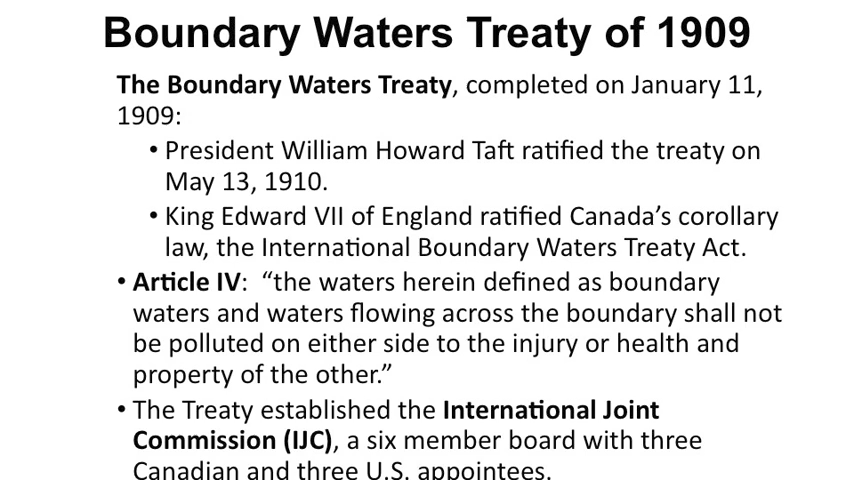 Boundary Waters Treaty of 1909
The Boundary Waters Treaty, completed on January 11,
1909:
• President William Howard Taft ratified the treaty on
May 13, 1910.
• King Edward VII of England ratified Canada’s corollary
law, the International Boundary Waters Treaty Act.
• Article IV:  “the waters herein defined as boundary
waters and waters flowing across the boundary shall not
be polluted on either side to the injury or health and
property of the other.”
• The Treaty established the International Joint
Commission (IJC), a six member board with three
Canadian and three U.S. appointees.